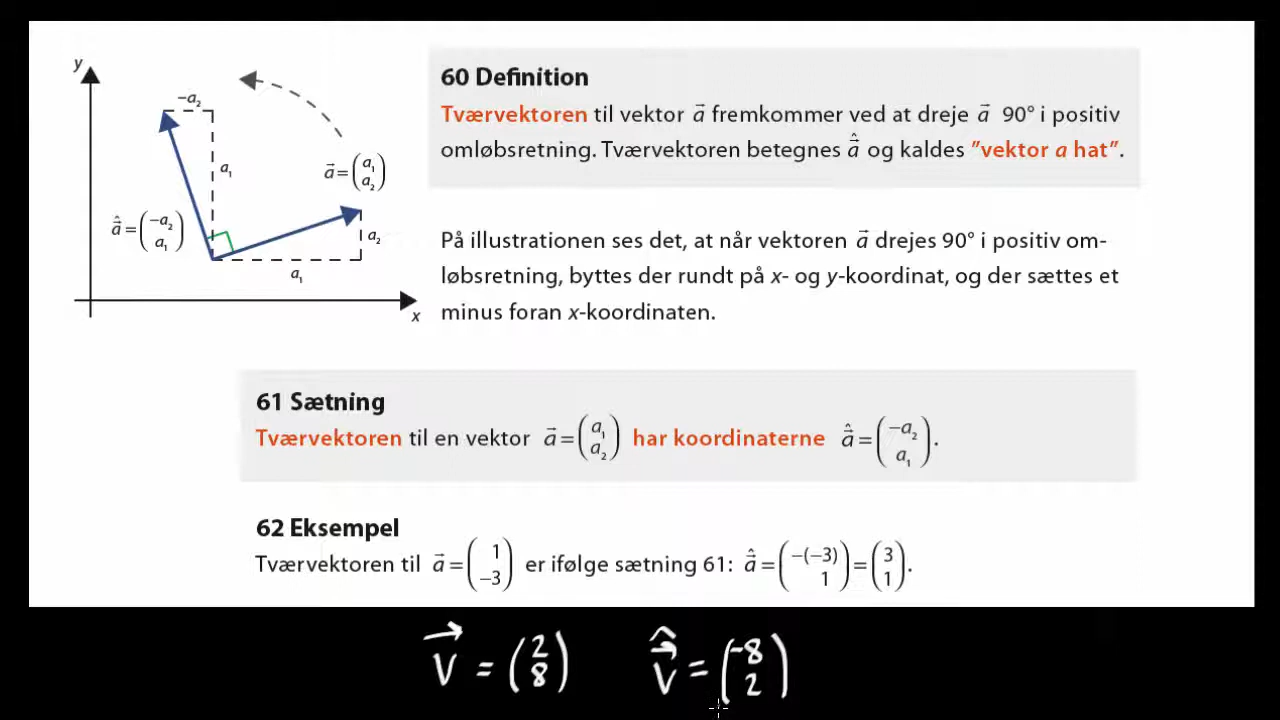 y
−a₂
a₁
a⃗ = (a₁ a₂)
a⃗̂ = (−a₂ a₁)
a₂
a₁
x
60 Definition
Tværvektoren til vektor a⃗ fremkommer ved at dreje a⃗ 90° i positiv
omløbsretning. Tværvektoren betegnes a⃗̂ og kaldes ”vektor a hat”.
På illustrationen ses det, at når vektoren a⃗ drejes 90° i positiv om-
løbsretning, byttes der rundt på x- og y-koordinat, og der sættes et
minus foran x-koordinaten.
61 Sætning
Tværvektoren til en vektor a⃗ = (a₁ a₂) har koordinaterne a⃗̂ = (−a₂ a₁).
62 Eksempel
Tværvektoren til a⃗ = (1 −3) er ifølge sætning 61: a⃗̂ = (−(−3) 1) = (3 1).
V⃗ = (2 8) V⃗̂ = (-8 2)